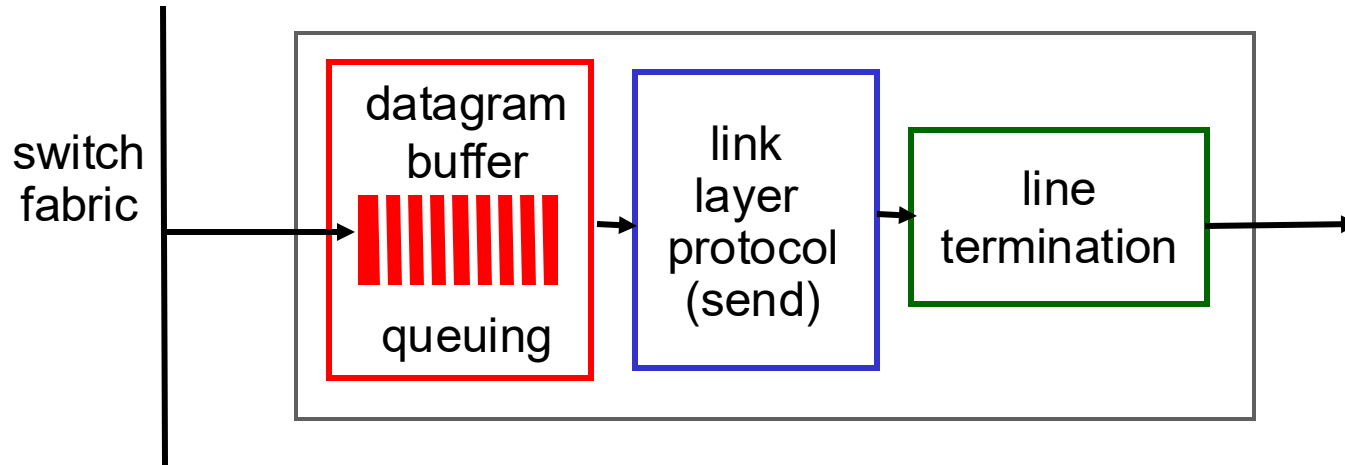 switch
fabric
datagram
buffer
queuing
link
layer
protocol
(send)
line
termination